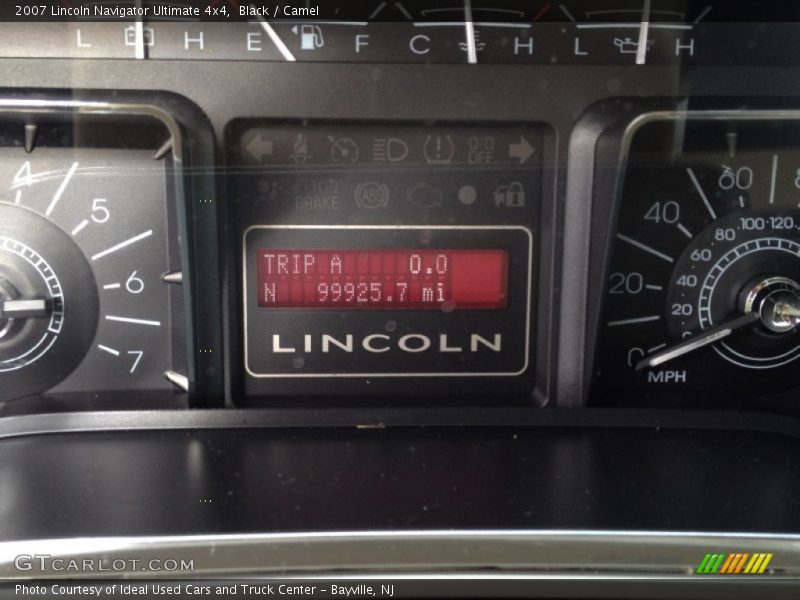 2007 Lincoln Navigator Ultimate 4x4, Black / Camel
L H E F C H L H
O/D OFF
BRAKE
ABS
4 5 6 7
TRIP A 0.0
N 99925.7 mi
LINCOLN
0 20 40 60 8
20 40 60 80 100 120
MPH
GTCARLOT.COM
Photo Courtesy of Ideal Used Cars and Truck Center - Bayville, NJ